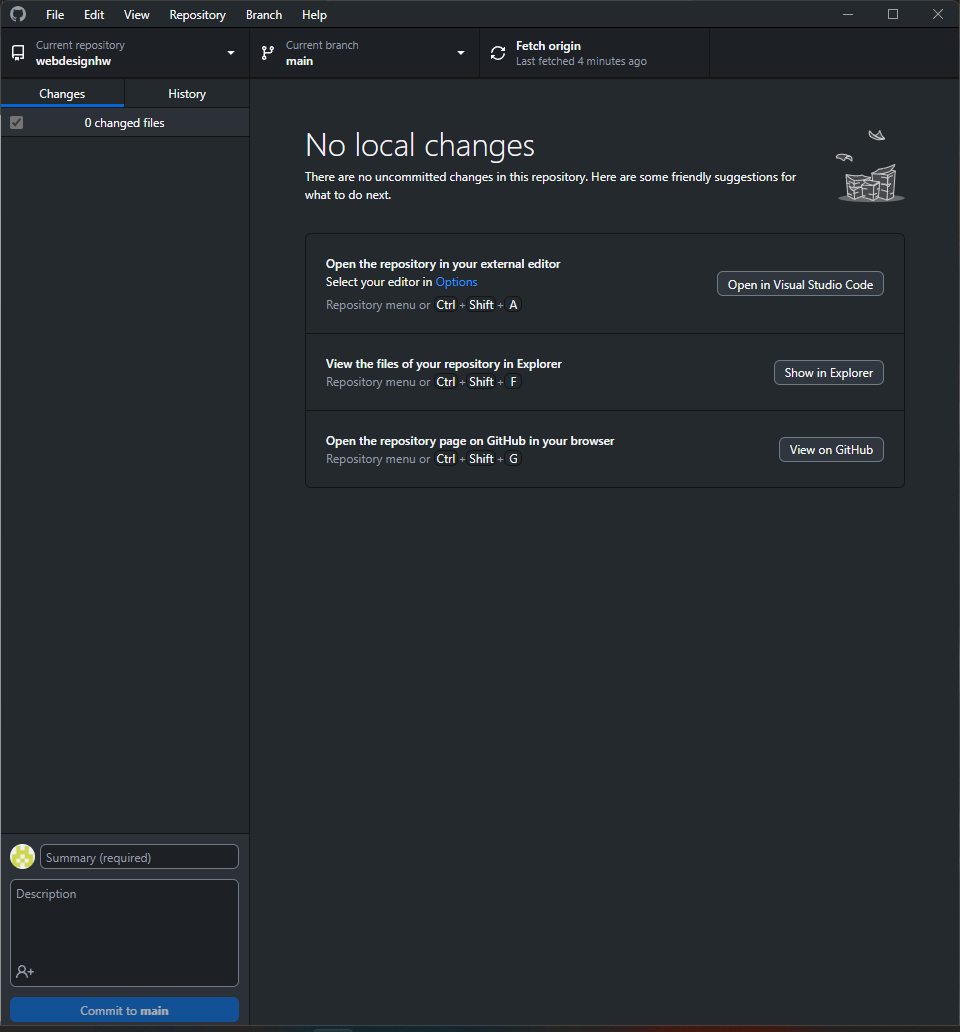 File Edit View Repository Branch Help
Current repository
webdesignhw
Current branch
main
Fetch origin
Last fetched 4 minutes ago
Changes
History
0 changed files
No local changes
There are no uncommitted changes in this repository. Here are some friendly suggestions for
what to do next.
Open the repository in your external editor
Select your editor in Options
Repository menu or Ctrl + Shift + A
Open in Visual Studio Code
View the files of your repository in Explorer
Repository menu or Ctrl + Shift + F
Show in Explorer
Open the repository page on GitHub in your browser
Repository menu or Ctrl + Shift + G
View on GitHub
Summary (required)
Description
Commit to main